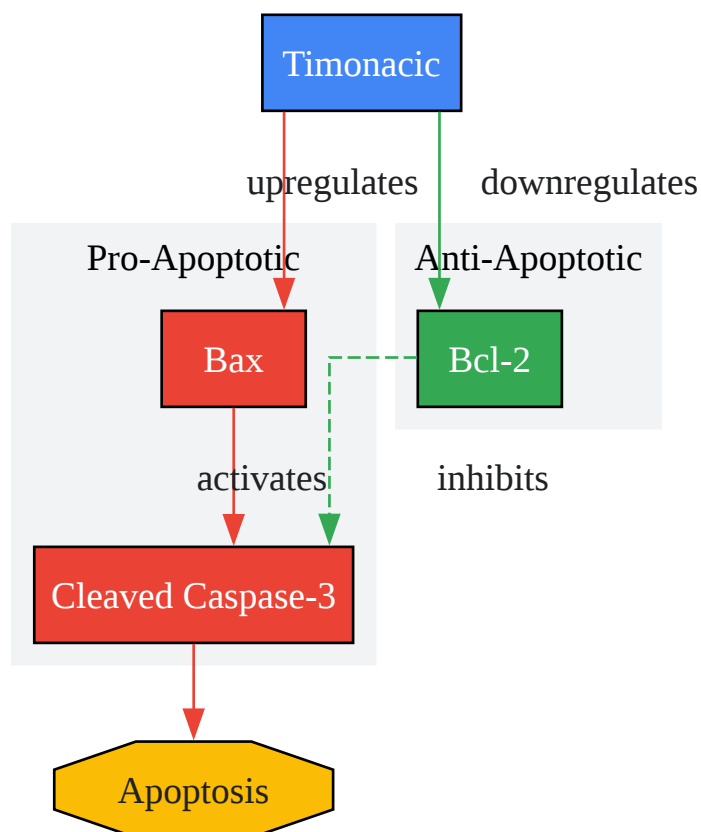 Timonacic
upregulates
downregulates
Pro-Apoptotic
Anti-Apoptotic
Bax
Bcl-2
activates
inhibits
Cleaved Caspase-3
Apoptosis